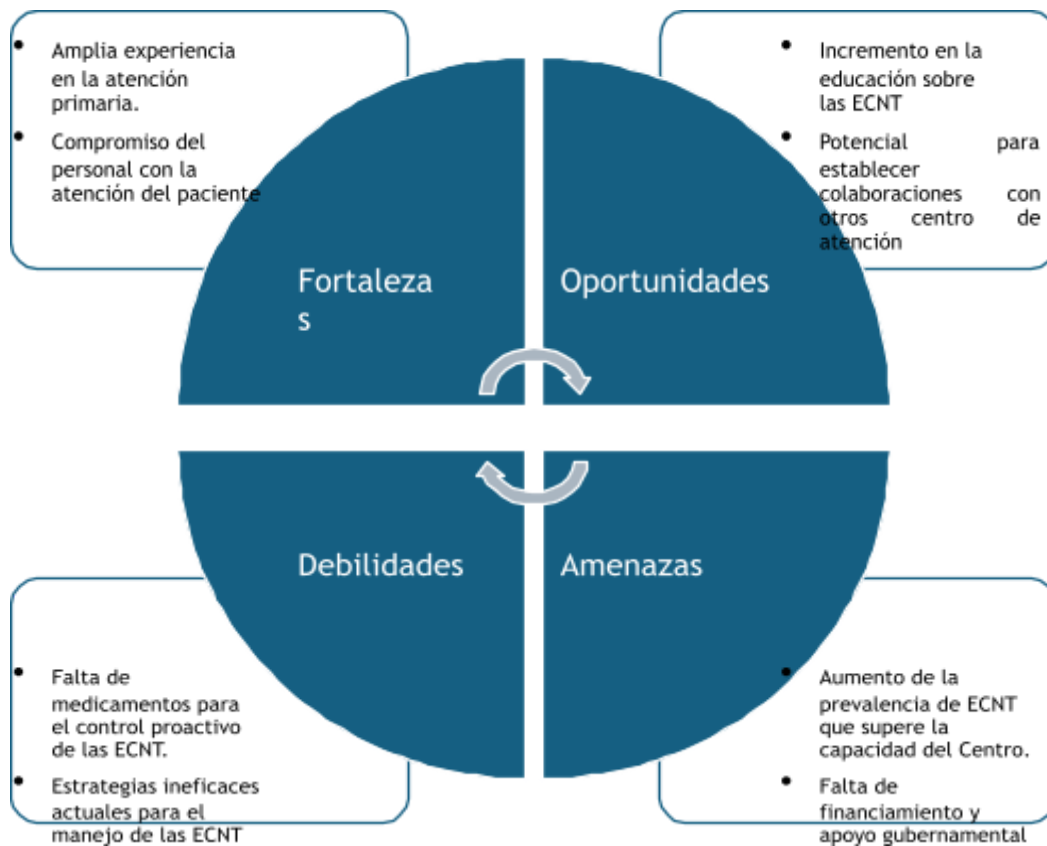 • Amplia experiencia
en la atención
primaria.
• Compromiso del
personal con la
atención del paciente
• Incremento en la
educación sobre
las ECNT
• Potencial para
establecer
colaboraciones con
otros centro de
atención
Fortaleza
s
Oportunidades
Debilidades
Amenazas
• Falta de
medicamentos para
el control proactivo
de las ECNT.
• Estrategias ineficaces
actuales para el
manejo de las ECNT
• Aumento de la
prevalencia de ECNT
que supere la
capacidad del Centro.
• Falta de
financiamiento y
apoyo gubernamental